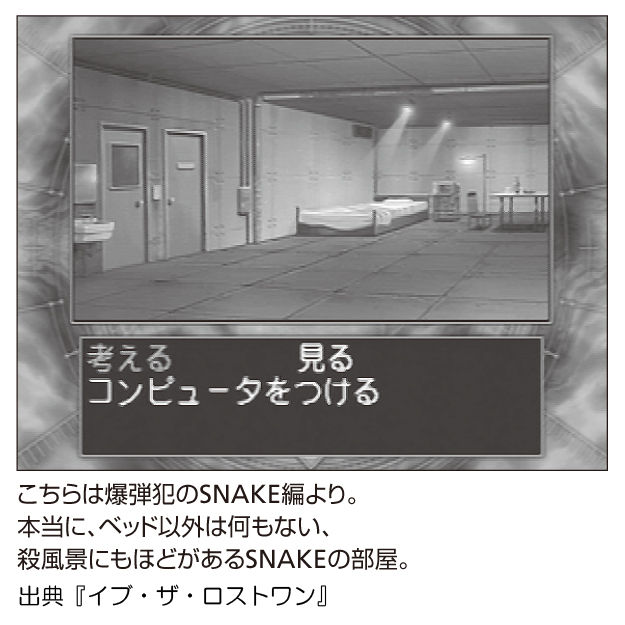 考える　見る
コンピュータをつける
こちらは爆弾犯のSNAKE編より。
本当に、ベッド以外は何もない、
殺風景にもほどがあるSNAKEの部屋。
出典『イブ・ザ・ロストワン』